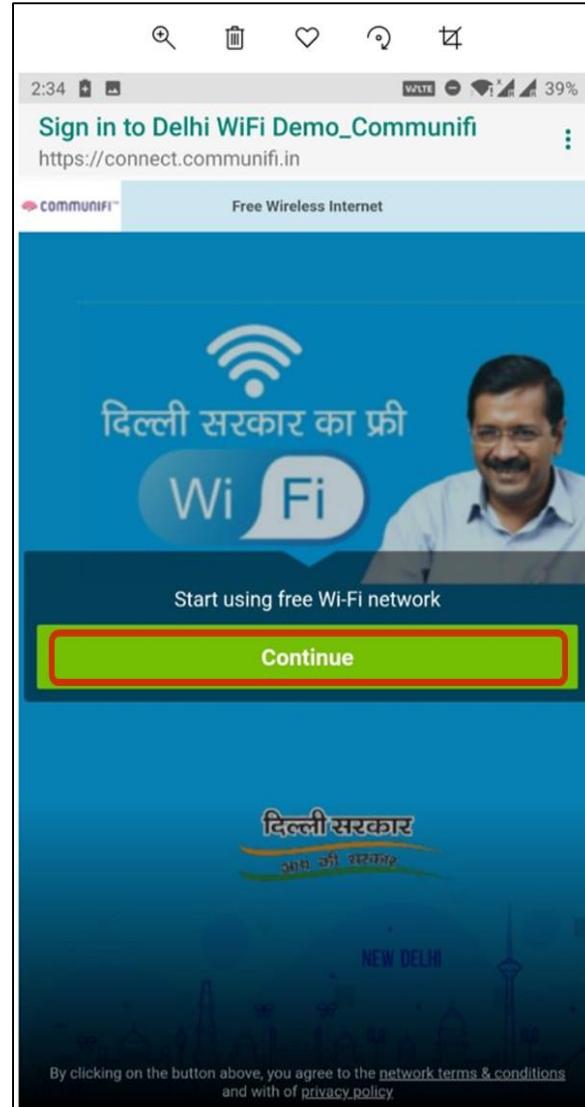 2:34
VoLTE
39%
Sign in to Delhi WiFi Demo_Communifi
https://connect.communifi.in
COMMUNIFI™
Free Wireless Internet
दिल्ली सरकार का फ्री
Wi Fi
Start using free Wi-Fi network
Continue
दिल्ली सरकार
आप की सरकार
NEW DELHI
By clicking on the button above, you agree to the network terms & conditions
and with of privacy policy